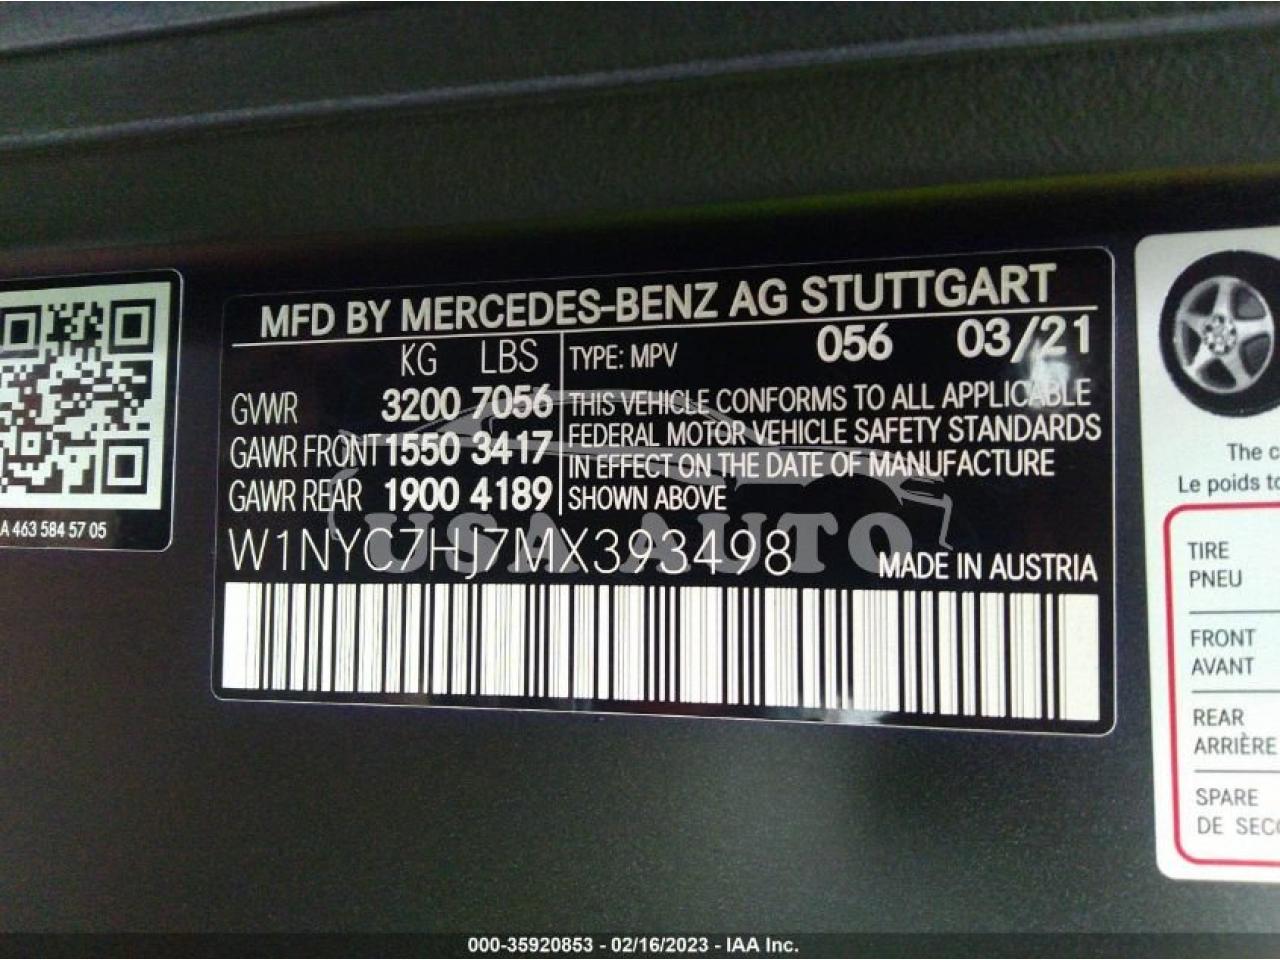 MFD BY MERCEDES-BENZ AG STUTTGART
KG LBS
GVWR 3200 7056
GAWR FRONT 1550 3417
GAWR REAR 1900 4189
TYPE: MPV 056 03/21
THIS VEHICLE CONFORMS TO ALL APPLICABLE
FEDERAL MOTOR VEHICLE SAFETY STANDARDS
IN EFFECT ON THE DATE OF MANUFACTURE
SHOWN ABOVE
W1NYC7HJ7MX393498 MADE IN AUSTRIA
USA AUTO
A 463 584 57 05
The c
Le poids to
TIRE
PNEU
FRONT
AVANT
REAR
ARRIÈRE
SPARE
DE SECO
000-35920853 - 02/16/2023 - IAA Inc.